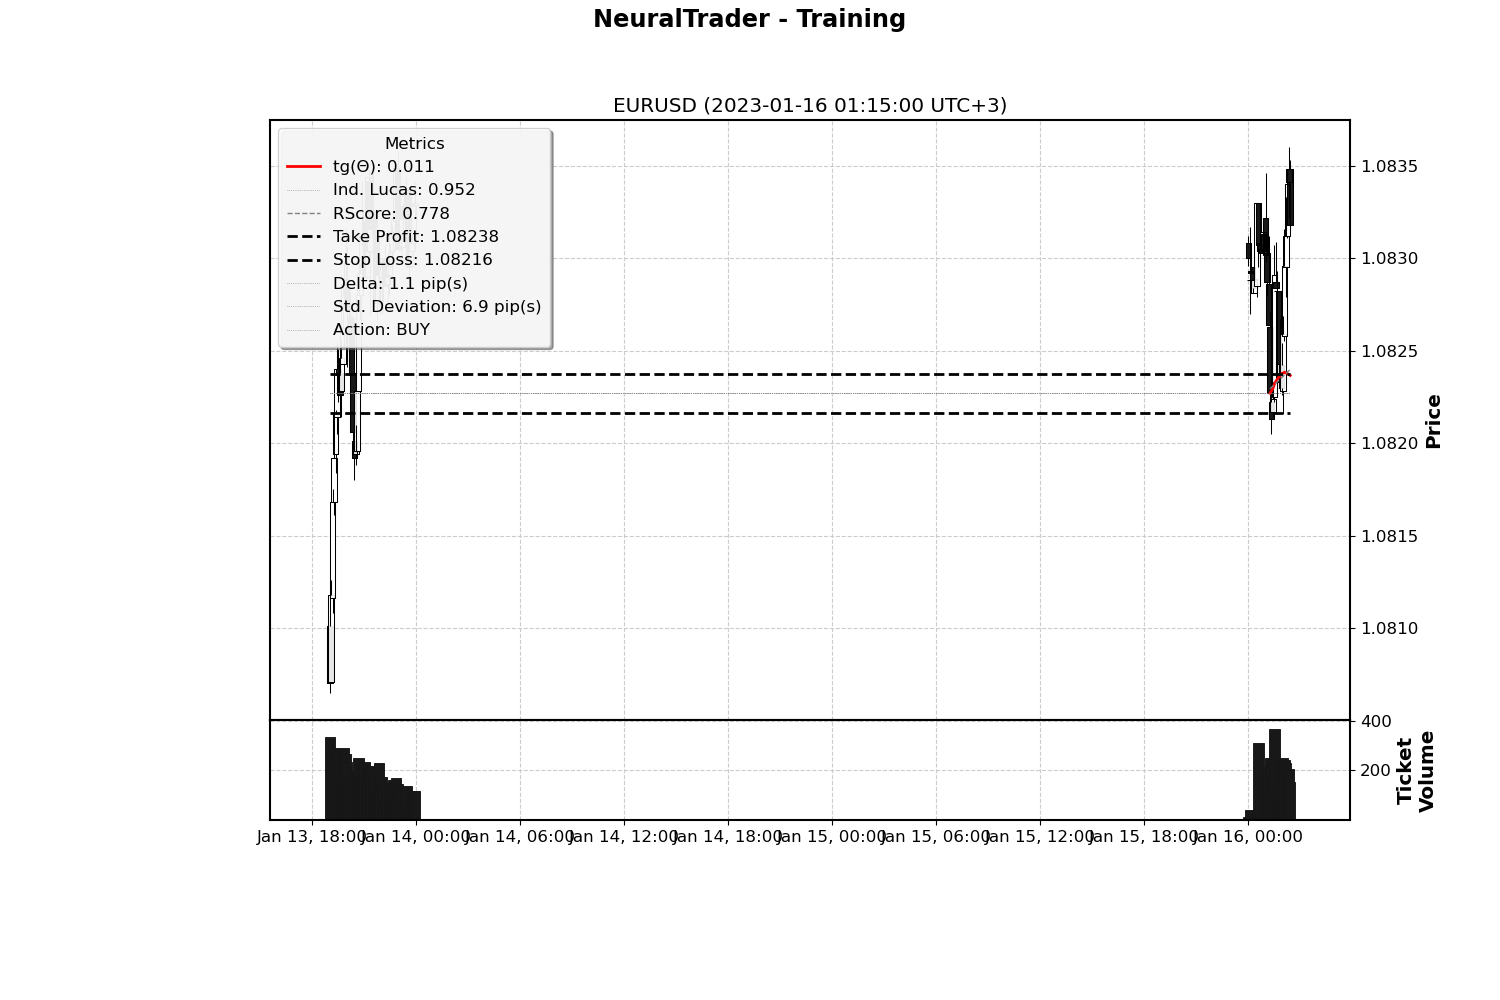 NeuralTrader - Training
EURUSD (2023-01-16 01:15:00 UTC+3)
Metrics
tg(Θ): 0.011
Ind. Lucas: 0.952
RScore: 0.778
Take Profit: 1.08238
Stop Loss: 1.08216
Delta: 1.1 pip(s)
Std. Deviation: 6.9 pip(s)
Action: BUY
1.0835
1.0830
1.0825
1.0820
1.0815
1.0810
Price
400
200
Ticket
Volume
Jan 13, 18:00 Jan 14, 00:00 Jan 14, 06:00 Jan 14, 12:00 Jan 14, 18:00 Jan 15, 00:00 Jan 15, 06:00 Jan 15, 12:00 Jan 15, 18:00 Jan 16, 00:00